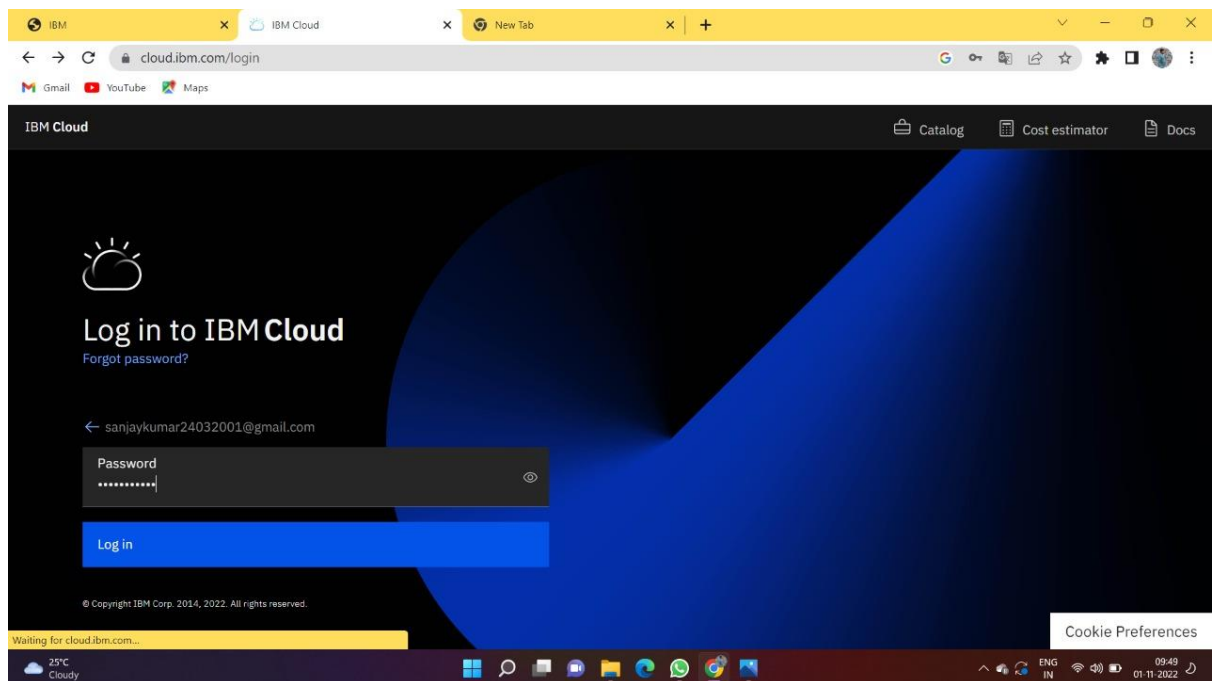 IBM
IBM Cloud
New Tab
cloud.ibm.com/login
Gmail YouTube Maps
IBM Cloud
Catalog Cost estimator Docs
Log in to IBM Cloud
Forgot password?
← sanjaykumar24032001@gmail.com
Password
•••••••••••
Log in
© Copyright IBM Corp. 2014, 2022. All rights reserved.
Cookie Preferences
Waiting for cloud.ibm.com...
25°C
Cloudy
ENG
IN
09:49
01-11-2022